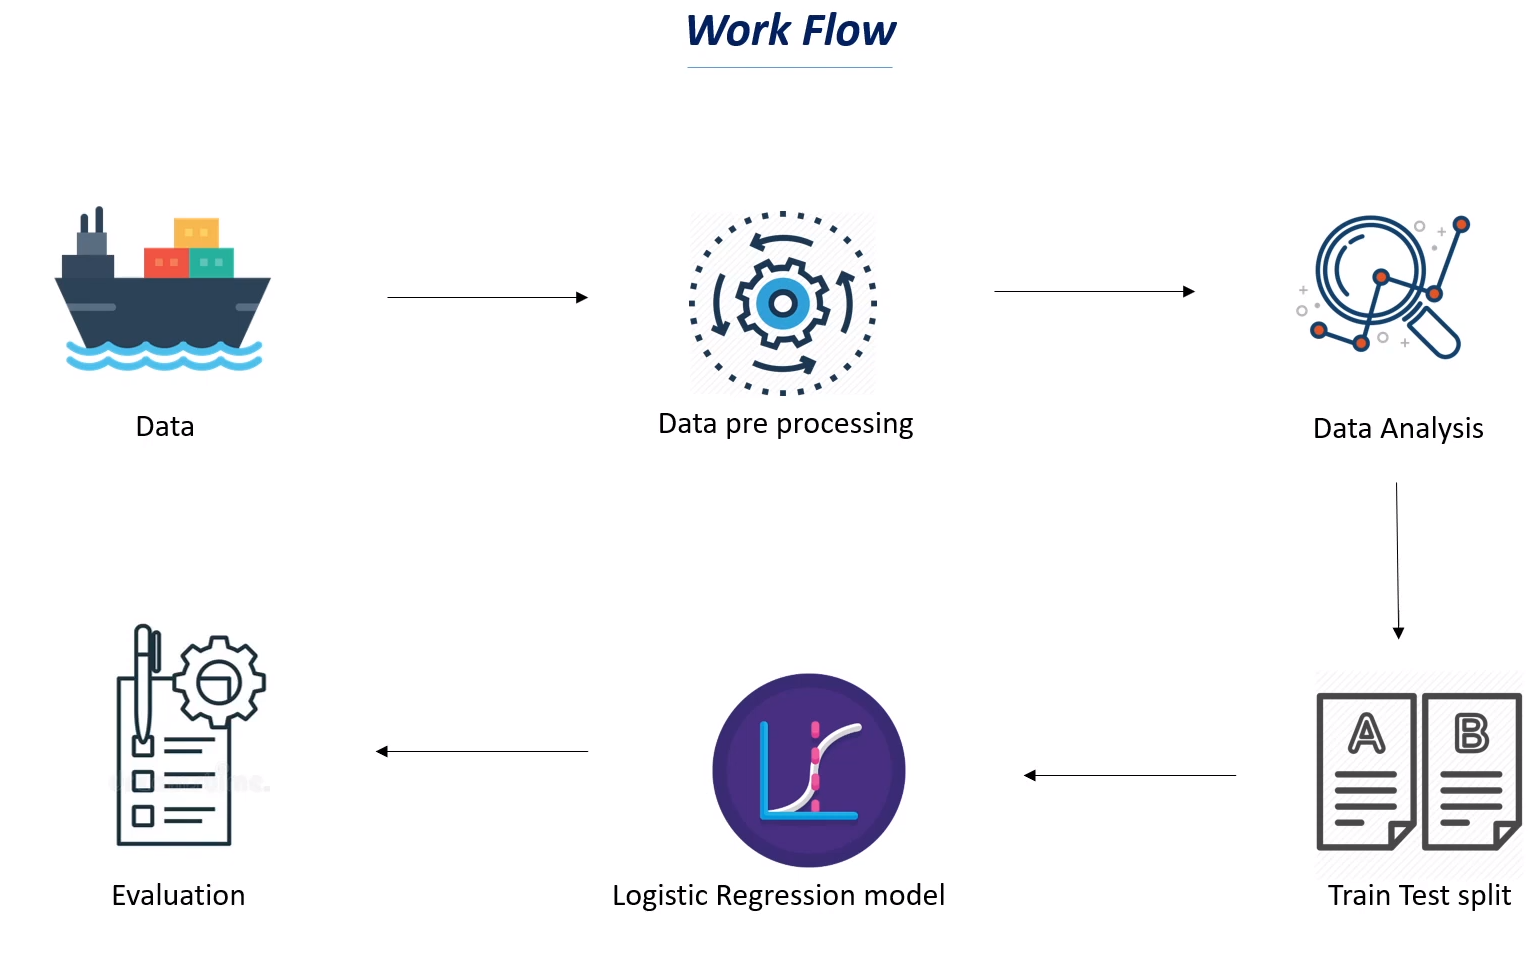 Work Flow
Data
Data pre processing
Data Analysis
A
B
Evaluation
Logistic Regression model
Train Test split